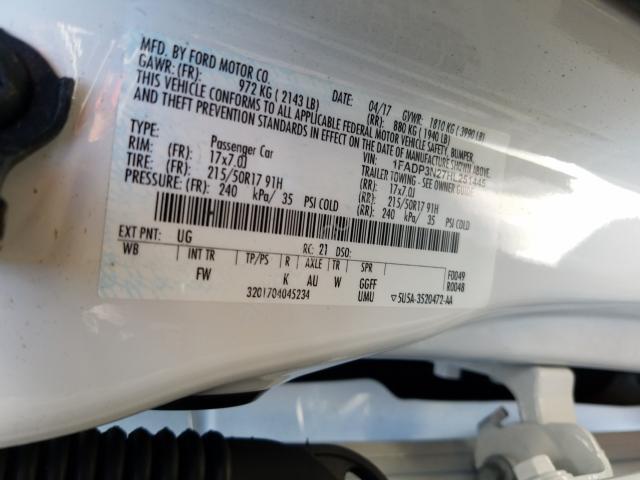 MFD. BY FORD MOTOR CO.
DATE: 04/17 GVWR: 1810 KG (3990 LB)
GAWR: (FR): 972 KG (2143 LB) (RR): 880 KG (1940 LB)
THIS VEHICLE CONFORMS TO ALL APPLICABLE FEDERAL MOTOR VEHICLE SAFETY, BUMPER
AND THEFT PREVENTION STANDARDS IN EFFECT ON THE DATE OF MANUFACTURE SHOWN ABOVE.
VIN:
TYPE: Passenger Car TRAILER TOWING - SEE OWNER GUIDE
RIM: (FR): 17x7.0J (RR): 17x7.0J
TIRES: (FR): 215/50R17 91H (RR): 215/50R17 91H
PRESSURE: (FR): 240 kPa/ 35 PSI COLD (RR): 240 kPa/ 35 PSI COLD
EXT PNT: UG RC: 21 DSO: F0049
WB INT TR TP/PS R AXLE TR SPR R0048
FW K AU W GGFF
3201704045234 UMU 5U5A-3520472-AA